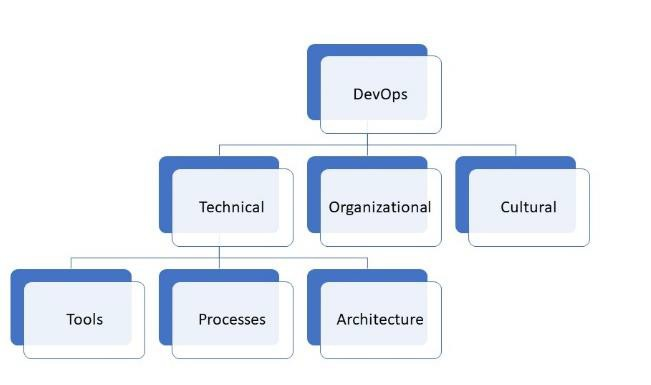 DevOps
Technical
Organizational
Cultural
Tools
Processes
Architecture